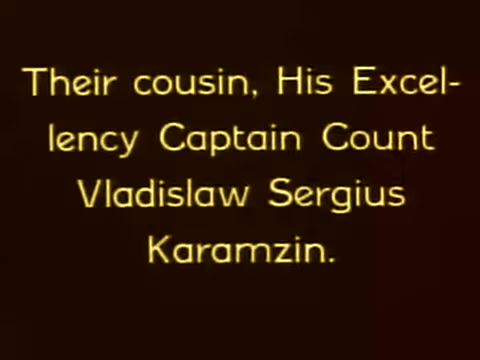 Their cousin, His Excel-
lency Captain Count
Vladislaw Sergius
Karamzin.